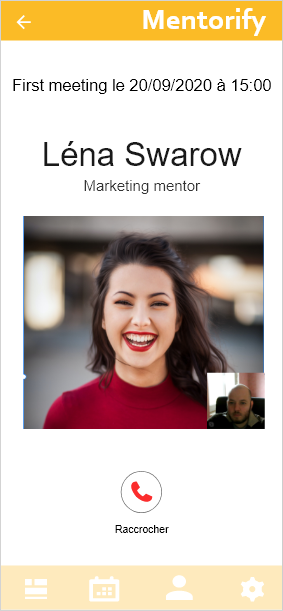 Mentorify
First meeting le 20/09/2020 à 15:00
Léna Swarow
Marketing mentor
Raccrocher